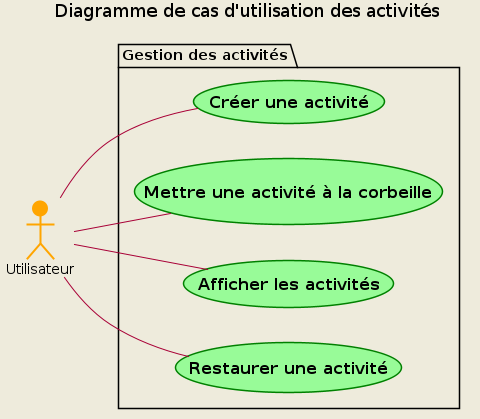 Diagramme de cas d'utilisation des activités
Gestion des activités
Créer une activité
Mettre une activité à la corbeille
Utilisateur
Afficher les activités
Restaurer une activité